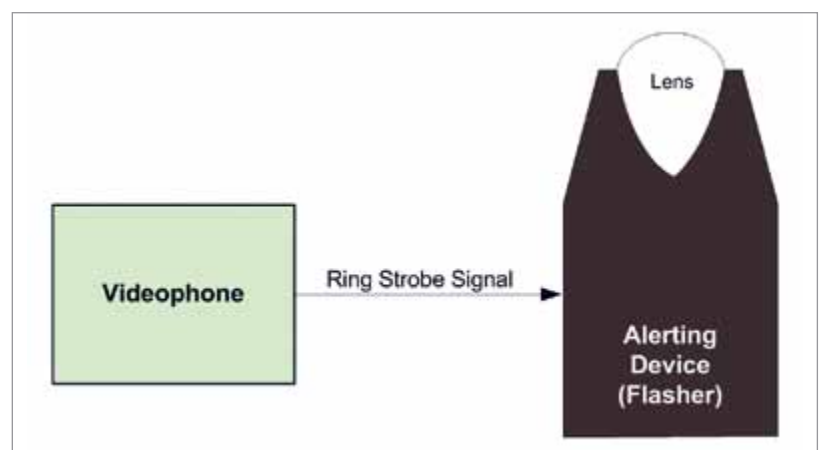 Lens
Videophone
Ring Strobe Signal
Alerting
Device
(Flasher)